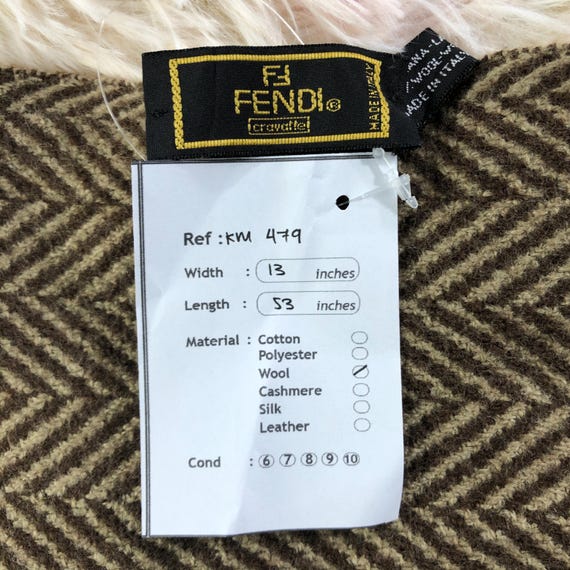 FENDI®
cravatte
MADE IN ITALY
WOOL-
MADE IN ITALY
Ref : KM 479
Width : 13 inches
Length : 53 inches
Material : Cotton
Polyester
Wool
Cashmere
Silk
Leather
Cond : 6 7 8 9 10